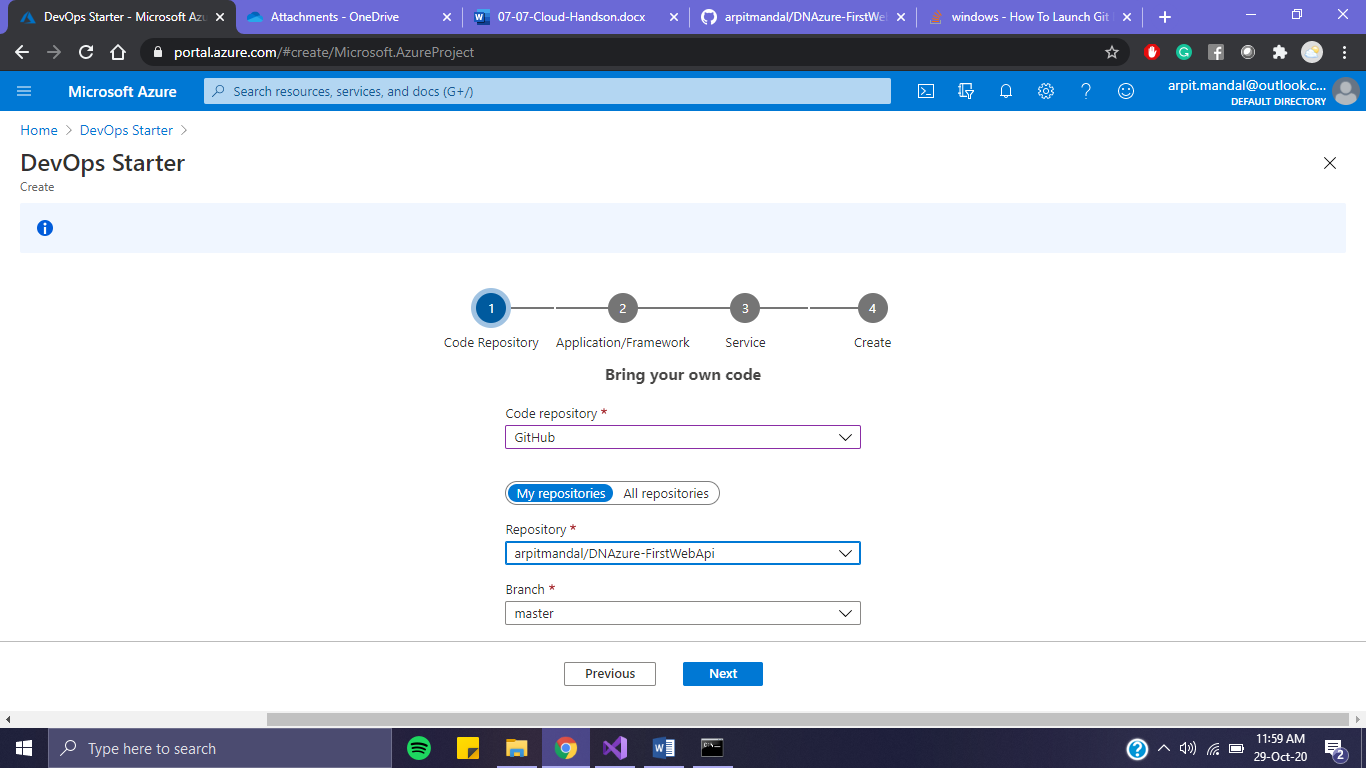 DevOps Starter - Microsoft Azu
Attachments - OneDrive
07-07-Cloud-Handson.docx
arpitmandal/DNAzure-FirstWel
windows - How To Launch Git
portal.azure.com/#create/Microsoft.AzureProject
Microsoft Azure
Search resources, services, and docs (G+/)
arpit.mandal@outlook.c...
DEFAULT DIRECTORY
Home > DevOps Starter >
DevOps Starter
Create
1
2
3
4
Code Repository
Application/Framework
Service
Create
Bring your own code
Code repository *
GitHub
My repositories
All repositories
Repository *
arpitmandal/DNAzure-FirstWebApi
Branch *
master
Previous
Next
Type here to search
11:59 AM
29-Oct-20
2